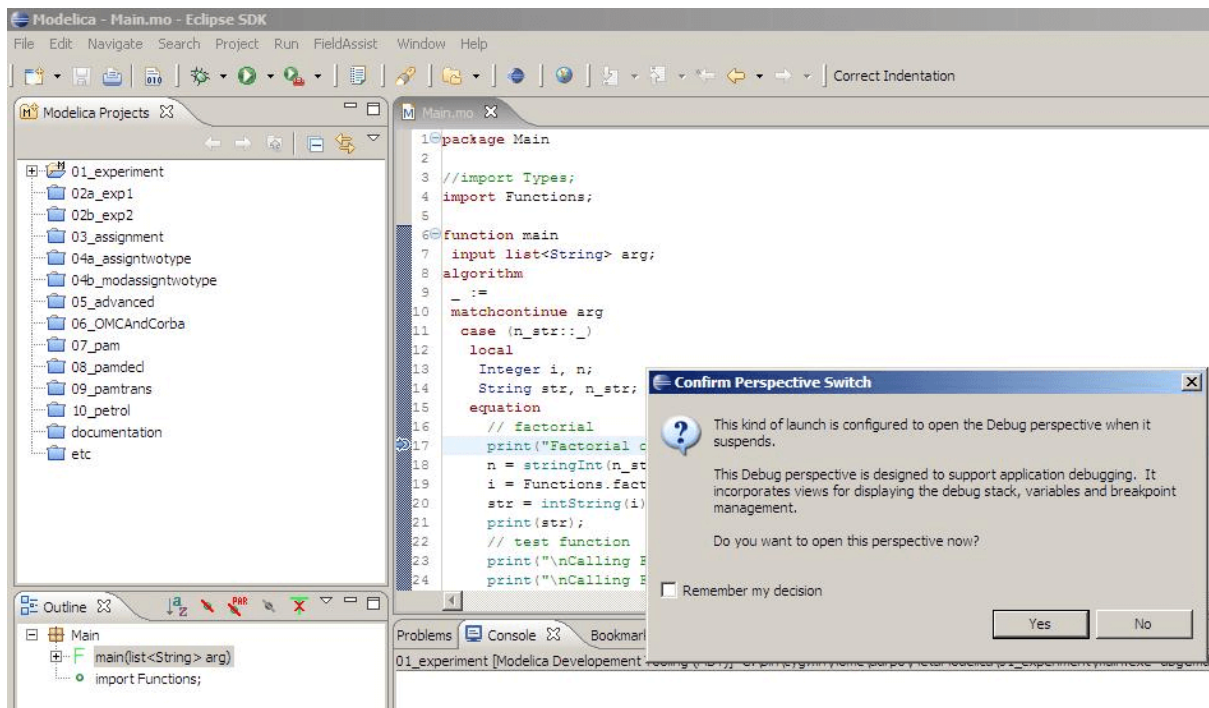 Modelica - Main.mo - Eclipse SDK
File Edit Navigate Search Project Run FieldAssist Window Help
Correct Indentation
Modelica Projects
01_experiment
02a_exp1
02b_exp2
03_assignment
04a_assigntwotype
04b_modassigntwotype
05_advanced
06_OMCAndCorba
07_pam
08_pamdecl
09_pamtrans
10_petrol
documentation
etc
Outline
Main
main(list<String> arg)
import Functions;
Main.mo
1 package Main
2
3 //import Types;
4 import Functions;
5
6 function main
7 input list<String> arg;
8 algorithm
9 _ :=
10 matchcontinue arg
11 case (n_str::_)
12 local
13 Integer i, n;
14 String str, n_str;
15 equation
16 // factorial
17 print("Factorial
18 n = stringInt(n_st
19 i = Functions.fact
20 str = intString(i)
21 print(str);
22 // test function
23 print("\nCalling
24 print("\nCalling
Confirm Perspective Switch
This kind of launch is configured to open the Debug perspective when it
suspends.
This Debug perspective is designed to support application debugging. It
incorporates views for displaying the debug stack, variables and breakpoint
management.
Do you want to open this perspective now?
Remember my decision
Yes No
Problems Console Bookmar
01_experiment [Modelica Developement